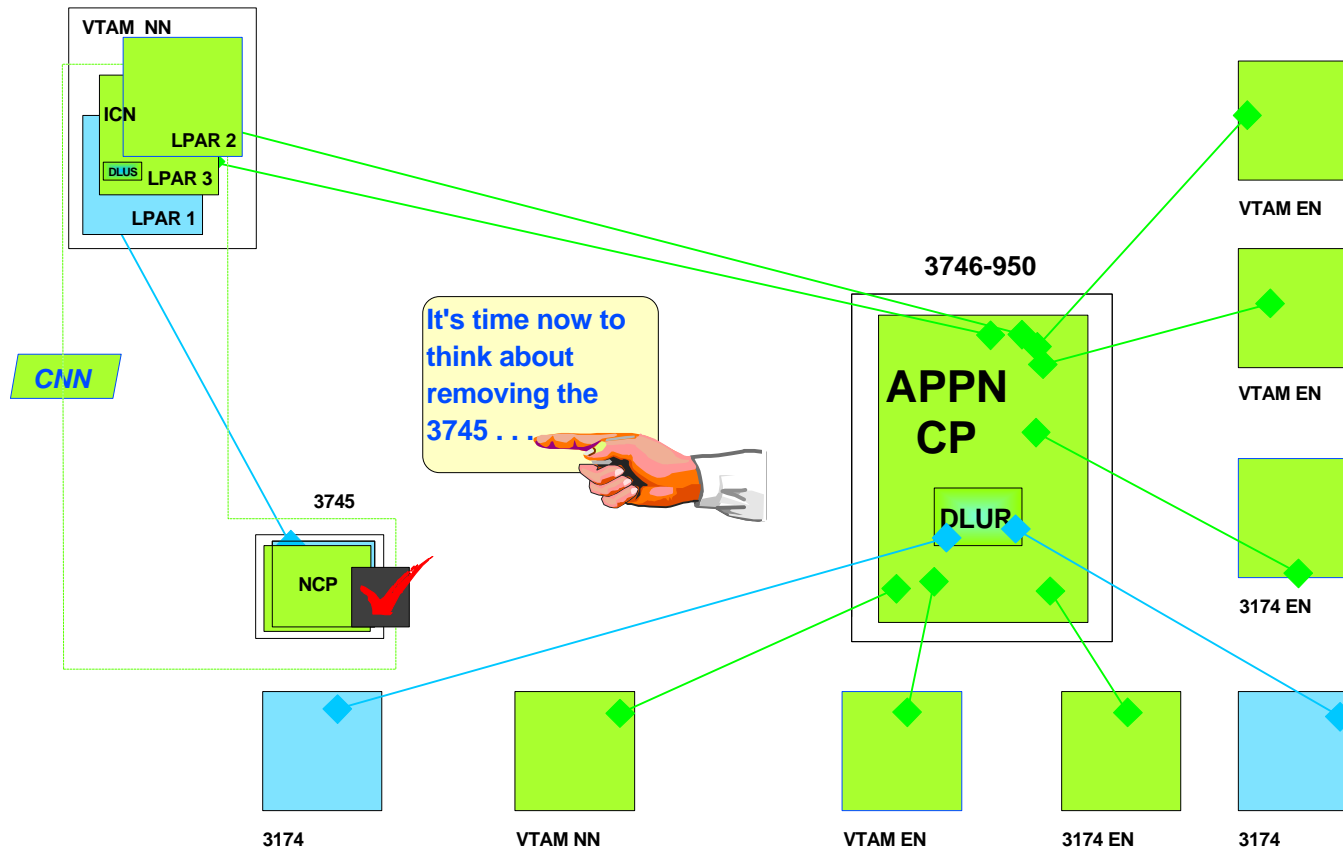 VTAM NN
ICN
LPAR 2
DLUS
LPAR 3
LPAR 1
CNN
3745
NCP
It's time now to
think about
removing the
3745 . . .
3746-950
APPN
CP
DLUR
VTAM EN
VTAM EN
3174 EN
3174
VTAM NN
VTAM EN
3174 EN
3174